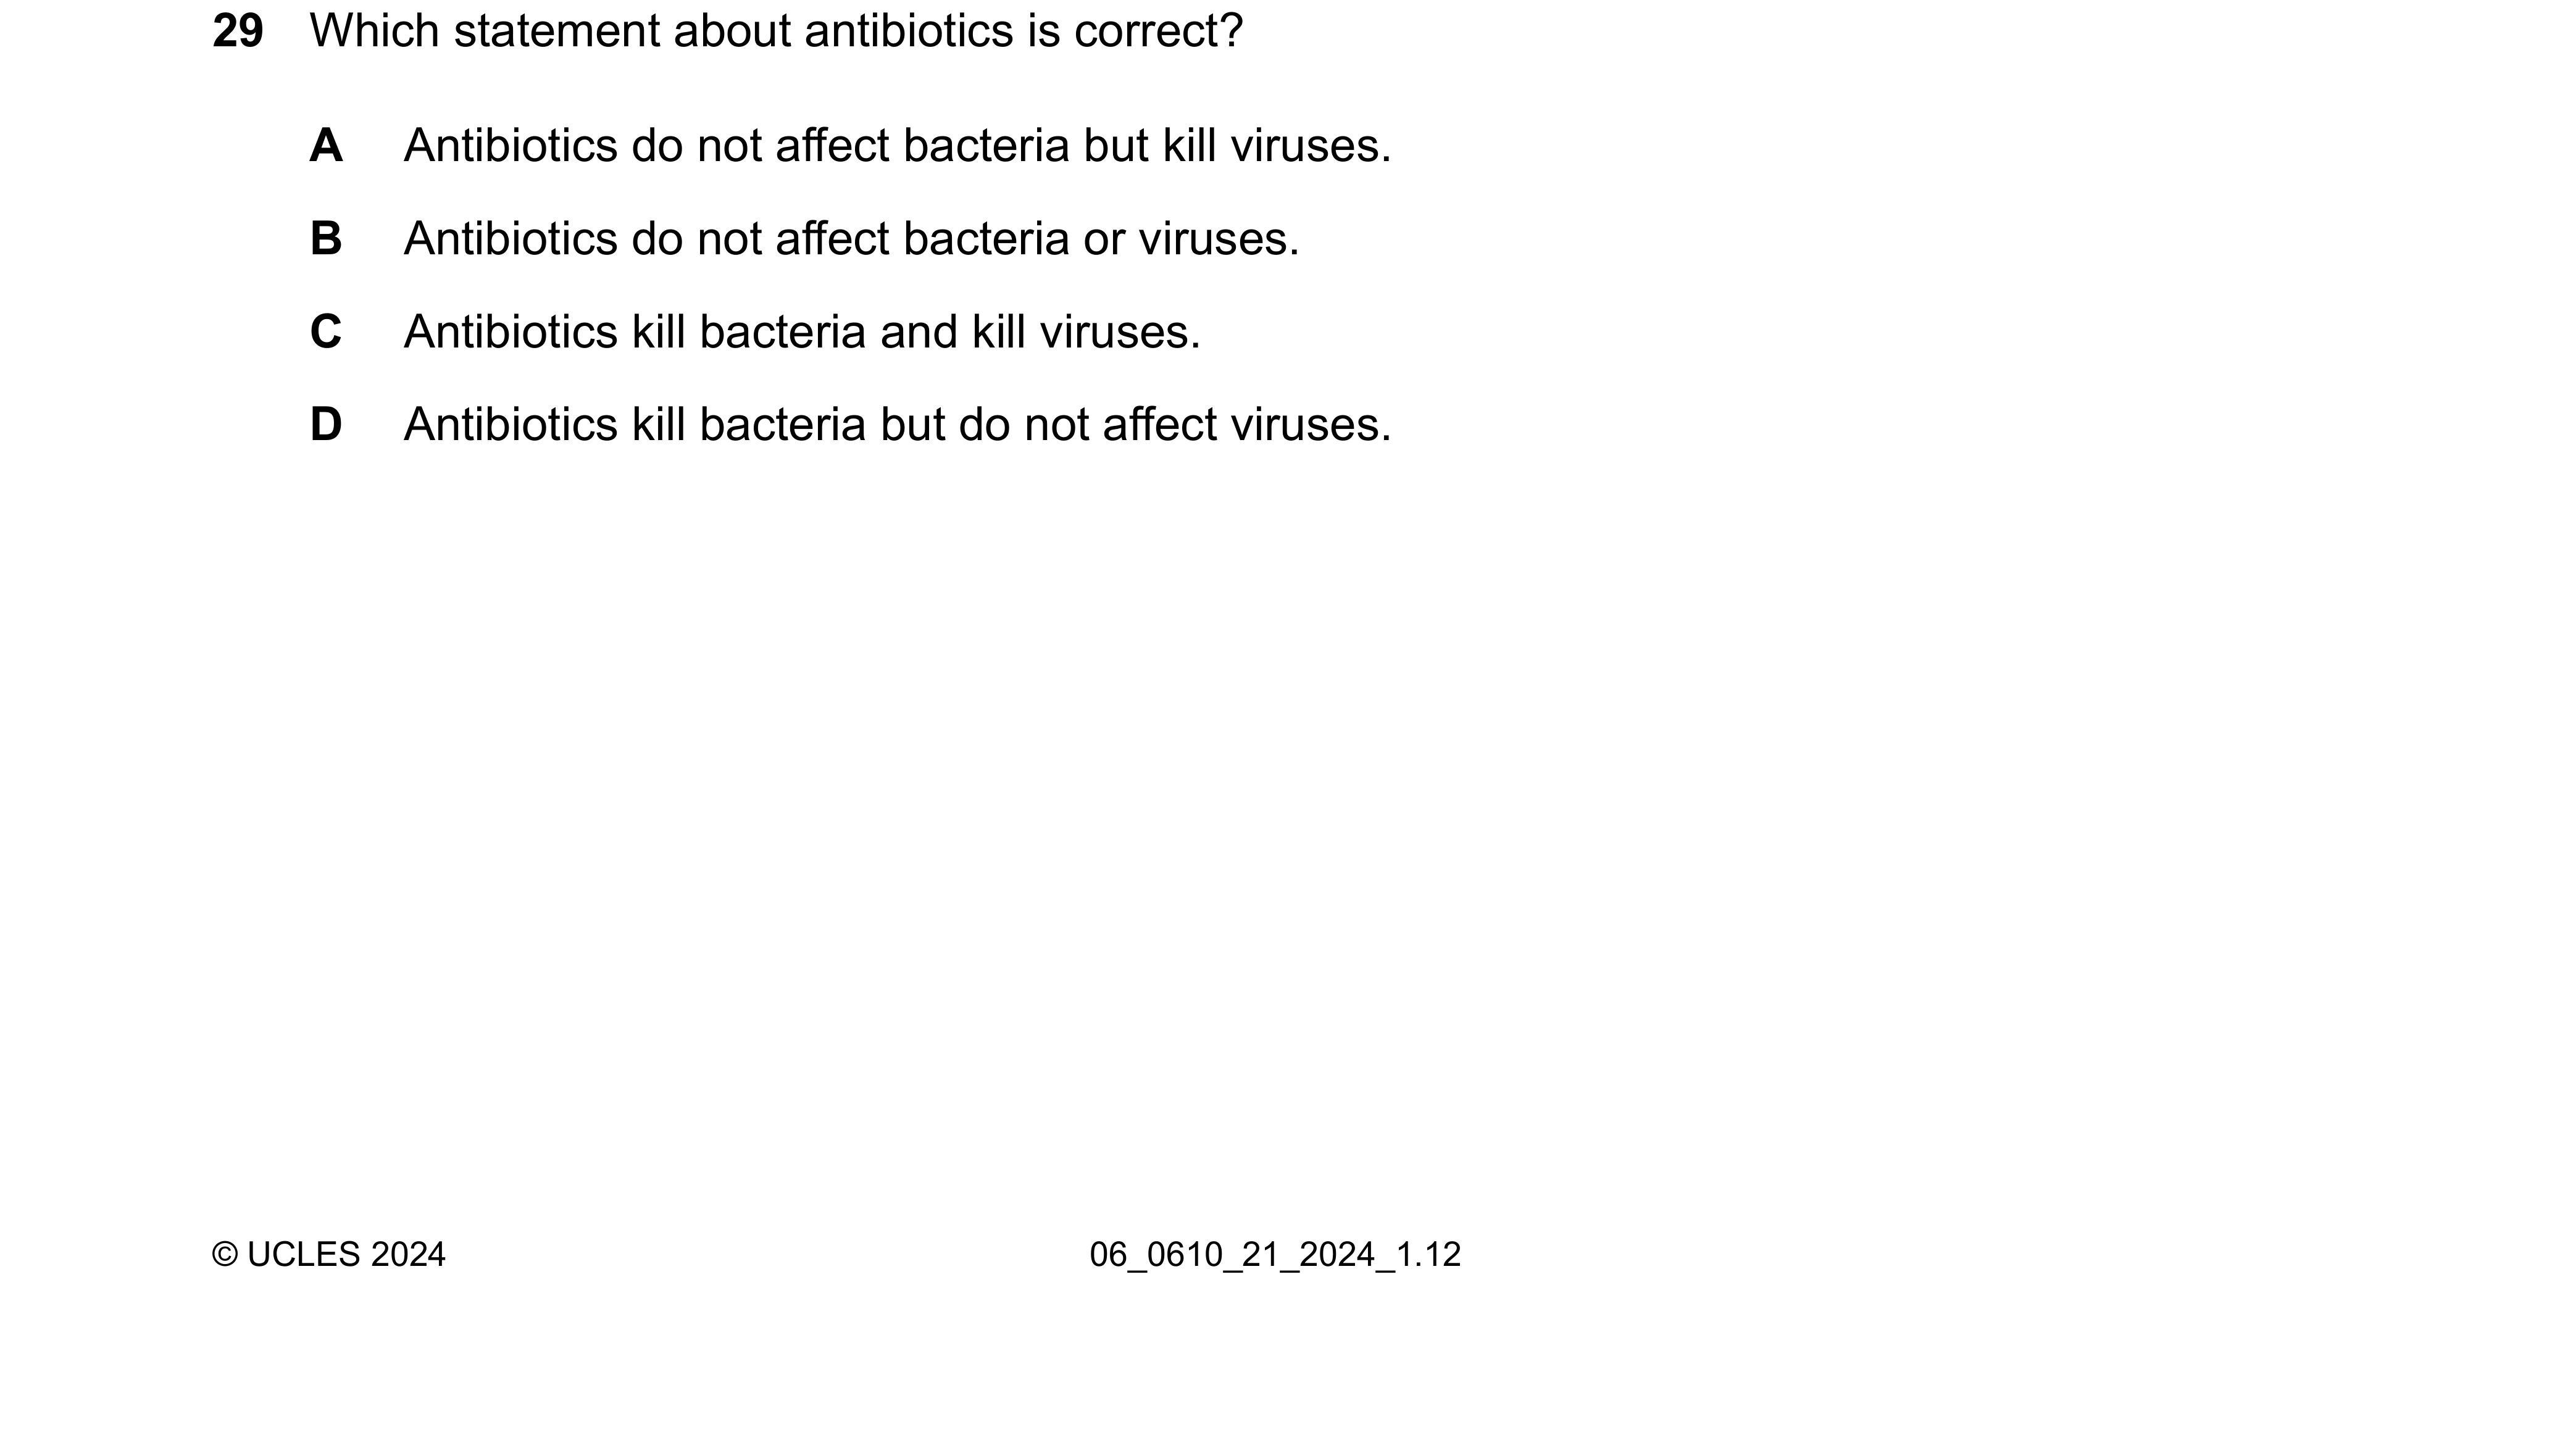 29 Which statement about antibiotics is correct?
A Antibiotics do not affect bacteria but kill viruses.
B Antibiotics do not affect bacteria or viruses.
C Antibiotics kill bacteria and kill viruses.
D Antibiotics kill bacteria but do not affect viruses.
© UCLES 2024 06_0610_21_2024_1.12